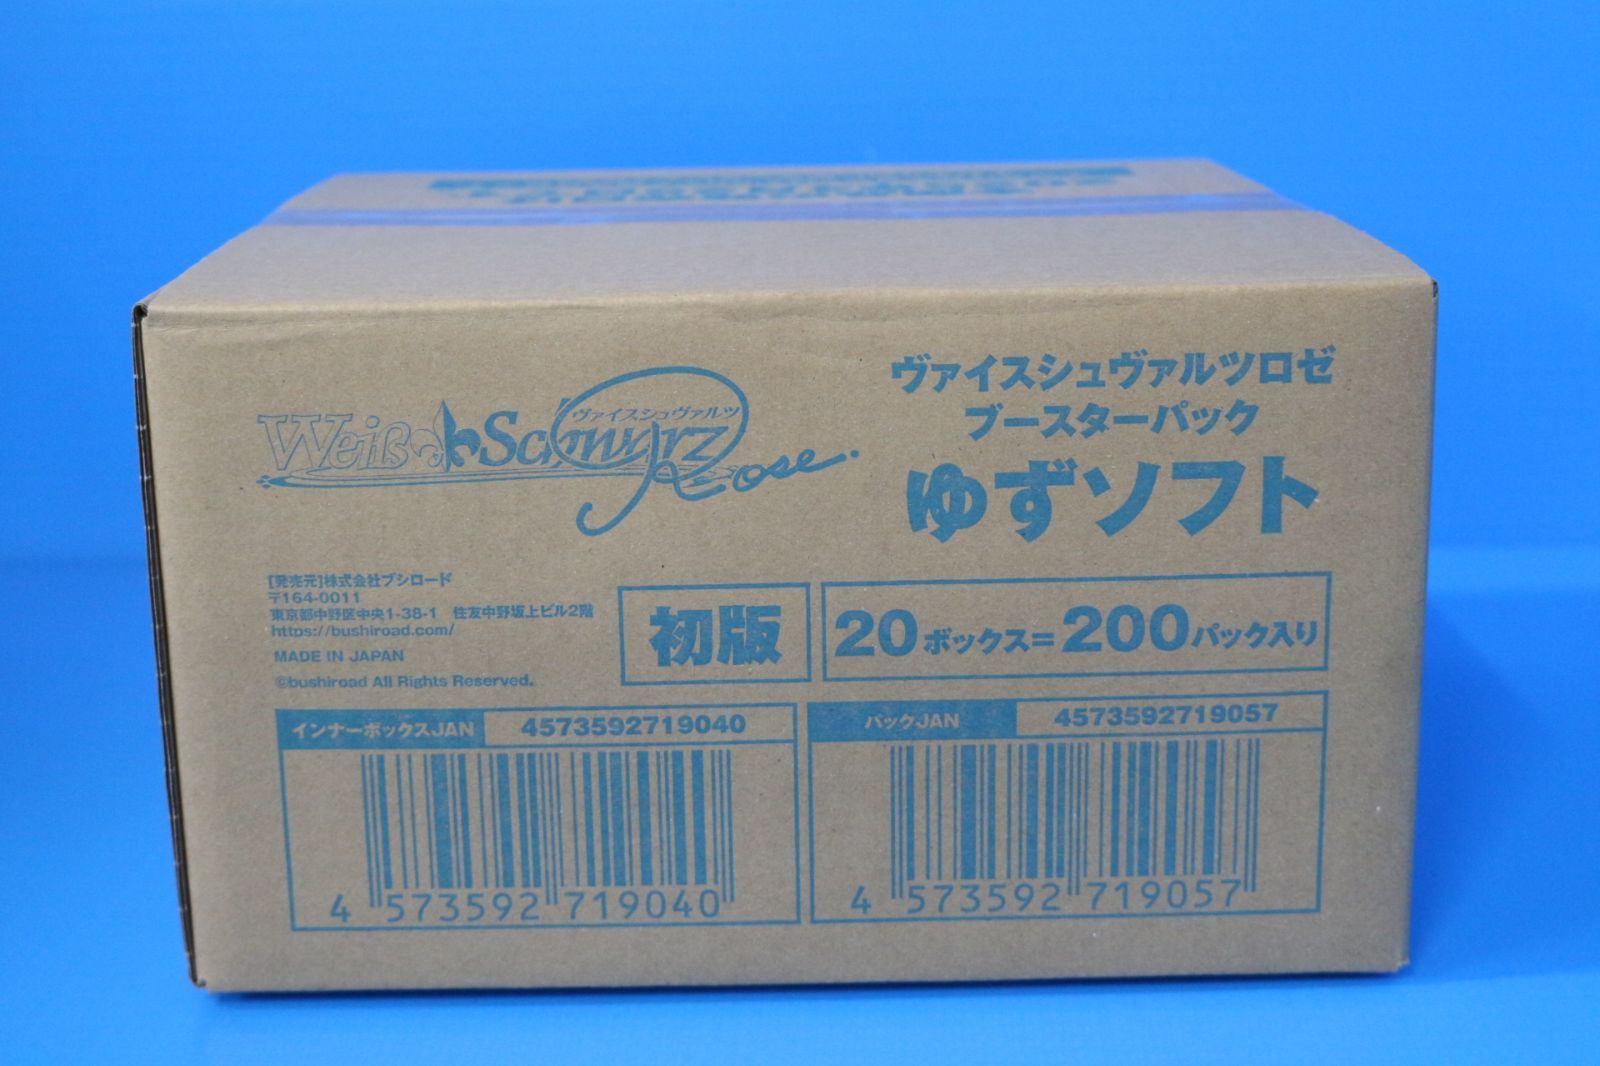 ヴァイスシュヴァルツロゼ
ブースターパック
ゆずソフト
Weiß Schwarz
ヴァイスシュヴァルツ
Rose
[発売元]株式会社ブシロード
〒164-0011
東京都中野区中央1-38-1 住友中野坂上ビル2階
https://bushiroad.com/
MADE IN JAPAN
©bushiroad All Rights Reserved.
初版
20ボックス=200パック入り
インナーボックスJAN 4573592719040
4 573592 719040
パックJAN 4573592719057
4 573592 719057